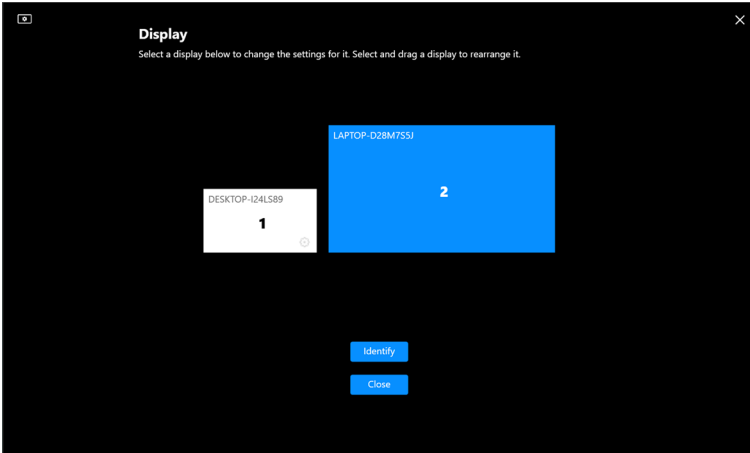 Display
Select a display below to change the settings for it. Select and drag a display to rearrange it.
LAPTOP-D28M7S5J
2
DESKTOP-I24LS89
1
Identify
Close